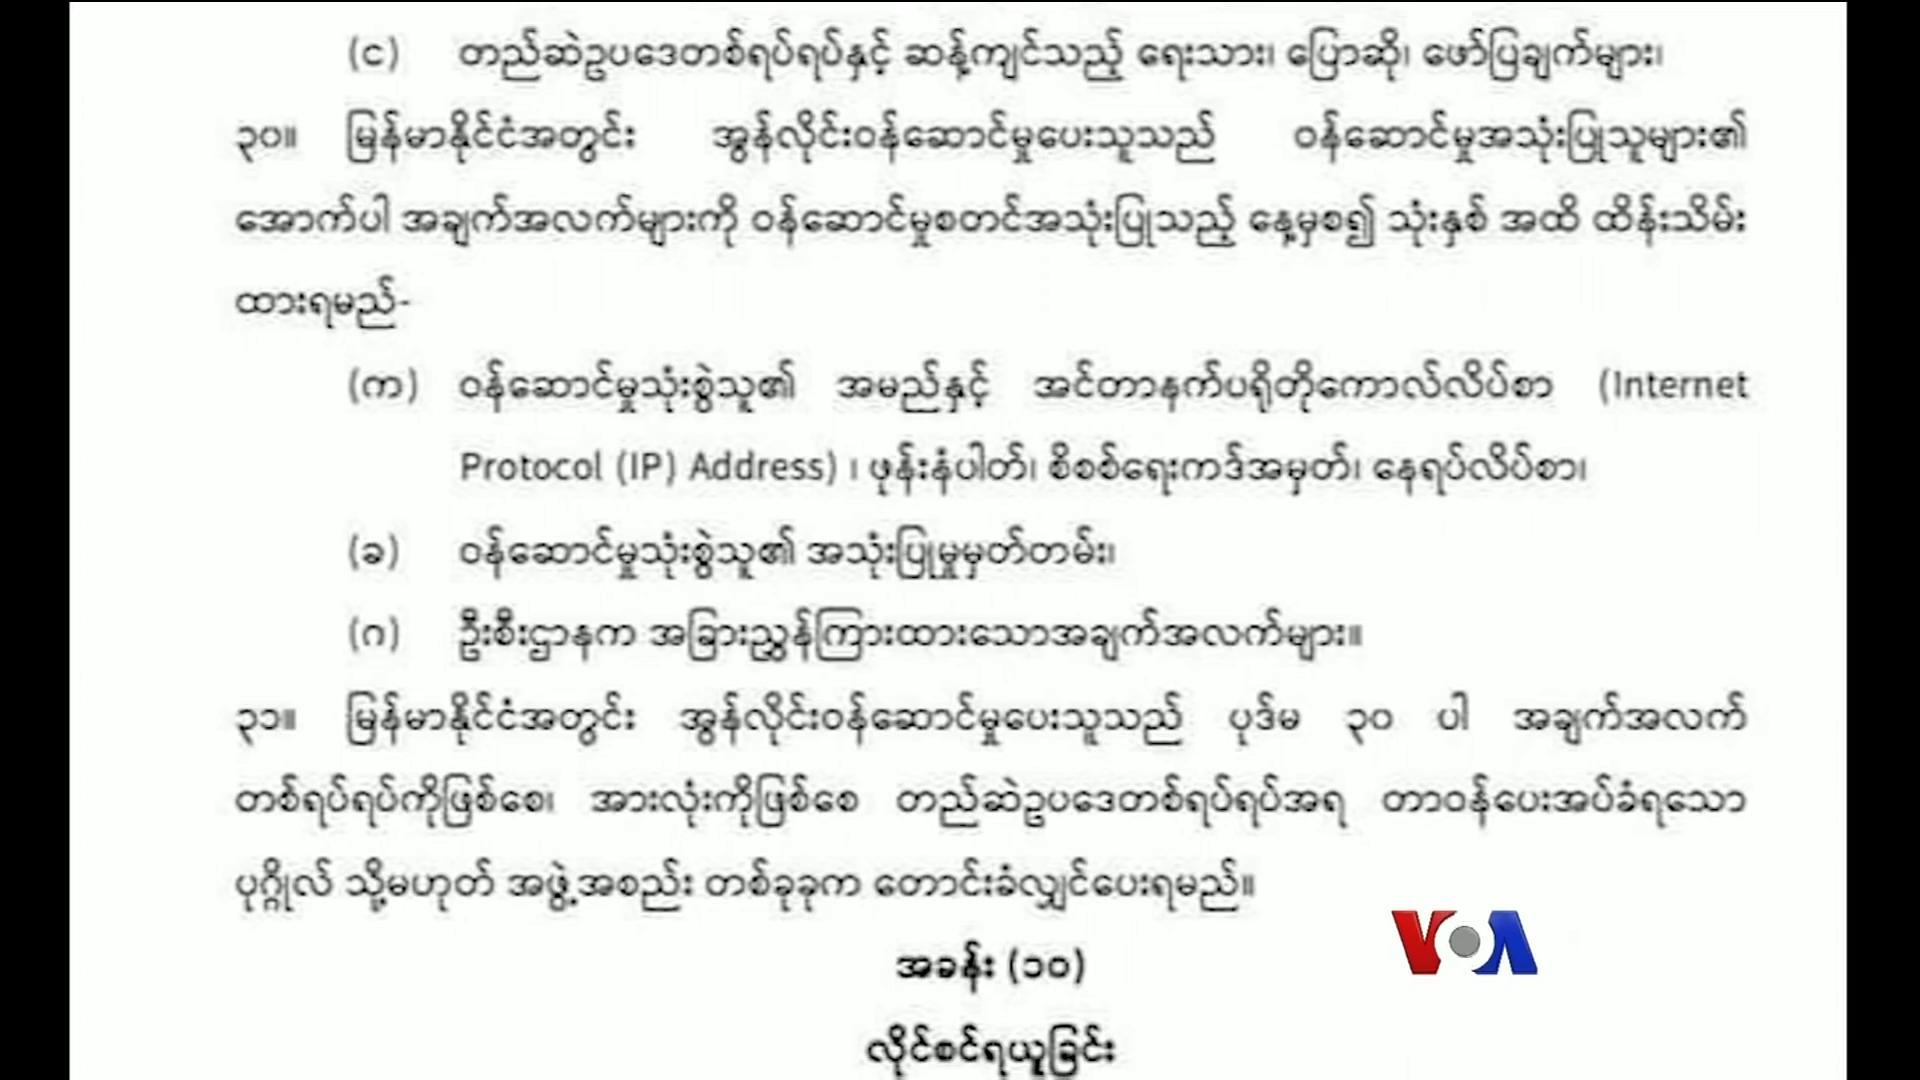 (င) တည်ဆဲဥပဒေတစ်ရပ်ရပ်နှင့် ဆန့်ကျင်သည့် ရေးသား၊ ပြောဆို၊ ဖော်ပြချက်များ၊
၃၀။ မြန်မာနိုင်ငံအတွင်း အွန်လိုင်းဝန်ဆောင်မှုပေးသူသည် ဝန်ဆောင်မှုအသုံးပြုသူများ၏
အောက်ပါ အချက်အလက်များကို ဝန်ဆောင်မှုစတင်အသုံးပြုသည့် နေ့မှစ၍ သုံးနှစ် အထိ ထိန်းသိမ်း
ထားရမည်-
(က) ဝန်ဆောင်မှုသုံးစွဲသူ၏ အမည်နှင့် အင်တာနက်ပရိုတိုကောလ်လိပ်စာ (Internet
Protocol (IP) Address) ၊ ဖုန်းနံပါတ်၊ စိစစ်ရေးကဒ်အမှတ်၊ နေရပ်လိပ်စာ၊
(ခ) ဝန်ဆောင်မှုသုံးစွဲသူ၏ အသုံးပြုမှုမှတ်တမ်း၊
(ဂ) ဦးစီးဌာနက အခြားညွှန်ကြားထားသောအချက်အလက်များ။
၃၁။ မြန်မာနိုင်ငံအတွင်း အွန်လိုင်းဝန်ဆောင်မှုပေးသူသည် ပုဒ်မ ၃၀ ပါ အချက်အလက်
တစ်ရပ်ရပ်ကိုဖြစ်စေ၊ အားလုံးကိုဖြစ်စေ တည်ဆဲဥပဒေတစ်ရပ်ရပ်အရ တာဝန်ပေးအပ်ခံရသော
ပုဂ္ဂိုလ် သို့မဟုတ် အဖွဲ့အစည်း တစ်ခုခုက တောင်းခံလျှင်ပေးရမည်။
VOA
အခန်း (၁၀)
လိုင်စင်ရယူခြင်း